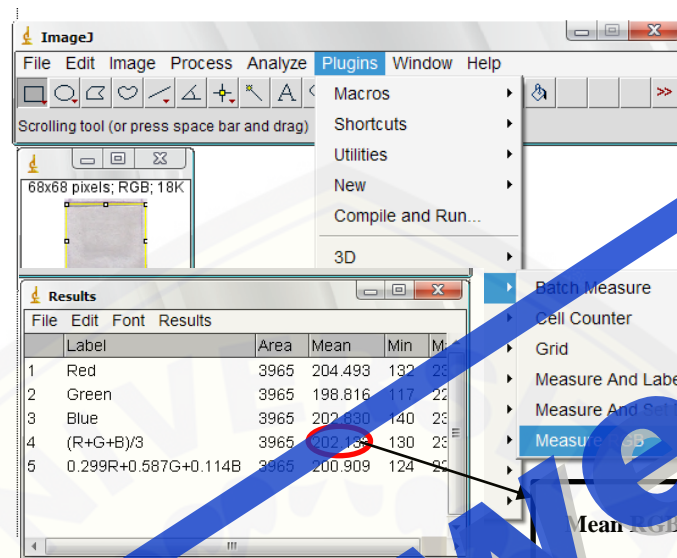 ImageJ
File Edit Image Process Analyze Plugins Window Help
A >>
Scrolling tool (or press space bar and drag)
Macros
Shortcuts
Utilities
New
Compile and Run...
3D
68x68 pixels; RGB; 18K
Results
File Edit Font Results
Label Area Mean Min
1 Red 3965 204.493 132
2 Green 3965 198.816 117
3 Blue 3965 202.830 140
4 (R+G+B)/3 3965 130
5 0.299R+0.587G+0.114B 3965 200.909 124
Batch Measure
Cell Counter
Grid
Measure And Label
Measure And Set
Measure RGB
Mean RGB